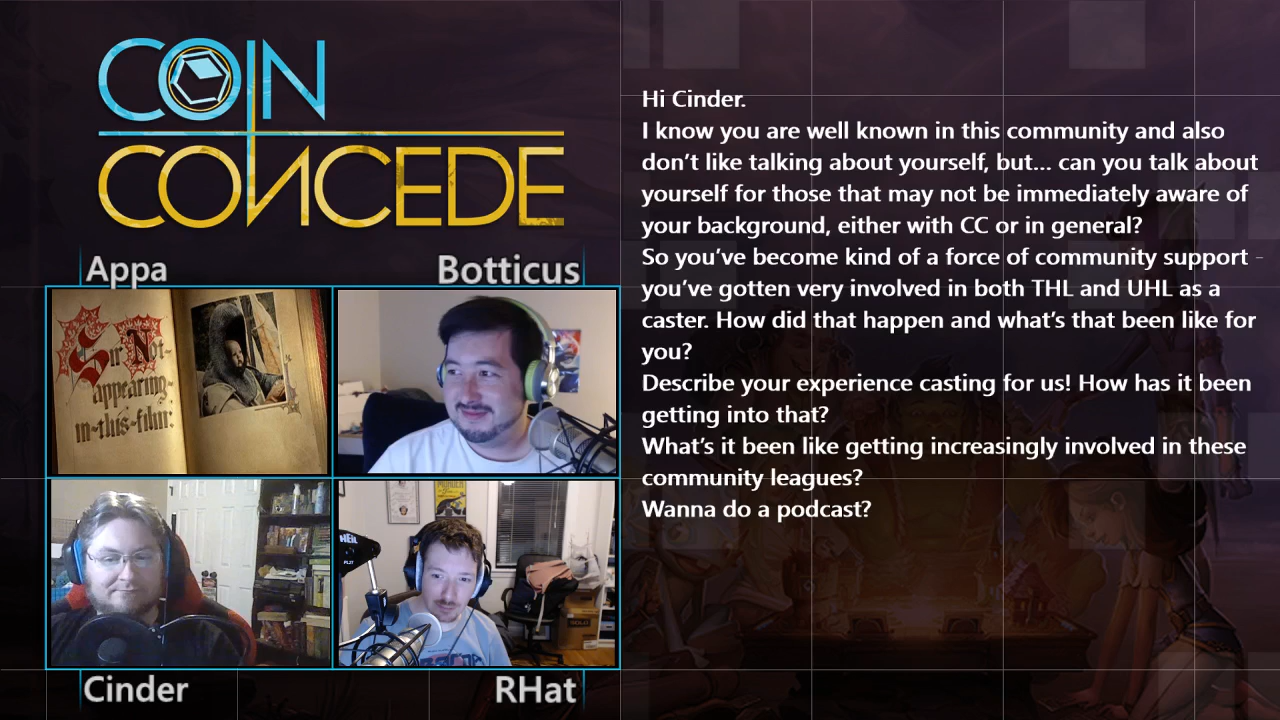 COIN
CONCEDE
Appa
Botticus
Sir Not-
appearing-
in-this-film:
Cinder
RHat
Hi Cinder.
I know you are well known in this community and also
don't like talking about yourself, but... can you talk about
yourself for those that may not be immediately aware of
your background, either with CC or in general?
So you've become kind of a force of community support -
you've gotten very involved in both THL and UHL as a
caster. How did that happen and what's that been like for
you?
Describe your experience casting for us! How has it been
getting into that?
What's it been like getting increasingly involved in these
community leagues?
Wanna do a podcast?